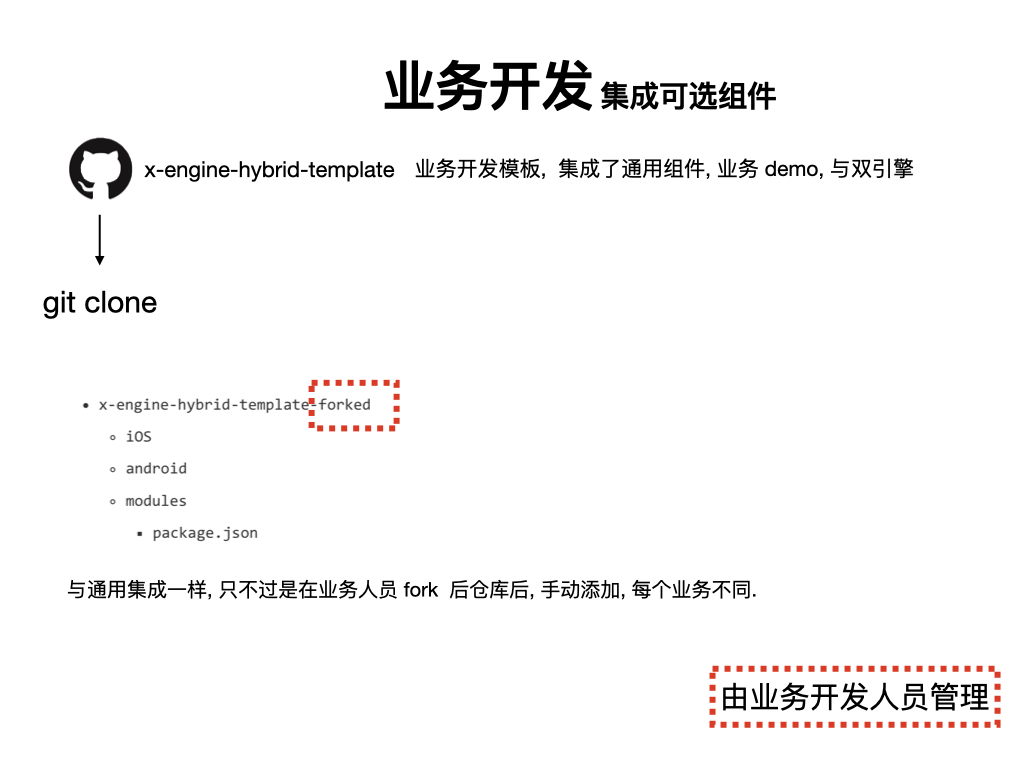 业务开发 集成可选组件
x-engine-hybrid-template 业务开发模板, 集成了通用组件, 业务 demo, 与双引擎
git clone
• x-engine-hybrid-template-forked
◦ iOS
◦ android
◦ modules
▪ package.json
与通用集成一样, 只不过是在业务人员 fork 后仓库后, 手动添加, 每个业务不同.
由业务开发人员管理